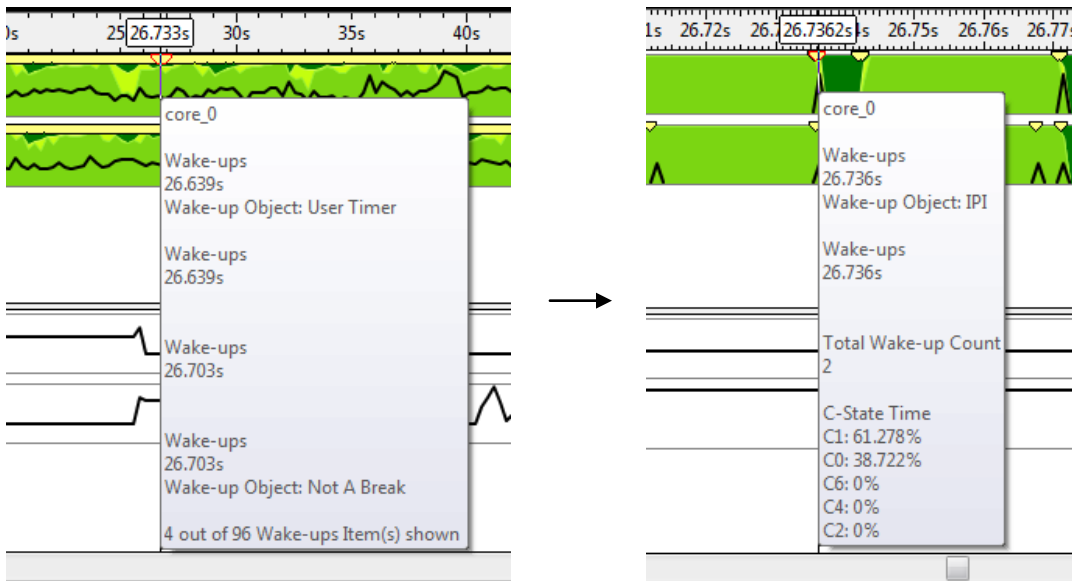 0s 25 26.733s 30s 35s 40s
core_0
Wake-ups
26.639s
Wake-up Object: User Timer
Wake-ups
26.639s
Wake-ups
26.703s
Wake-ups
26.703s
Wake-up Object: Not A Break
4 out of 96 Wake-ups Item(s) shown
1s 26.72s 26.7 26.7362s s 26.75s 26.76s 26.77s
core_0
Wake-ups
26.736s
Wake-up Object: IPI
Wake-ups
26.736s
Total Wake-up Count
2
C-State Time
C1: 61.278%
C0: 38.722%
C6: 0%
C4: 0%
C2: 0%